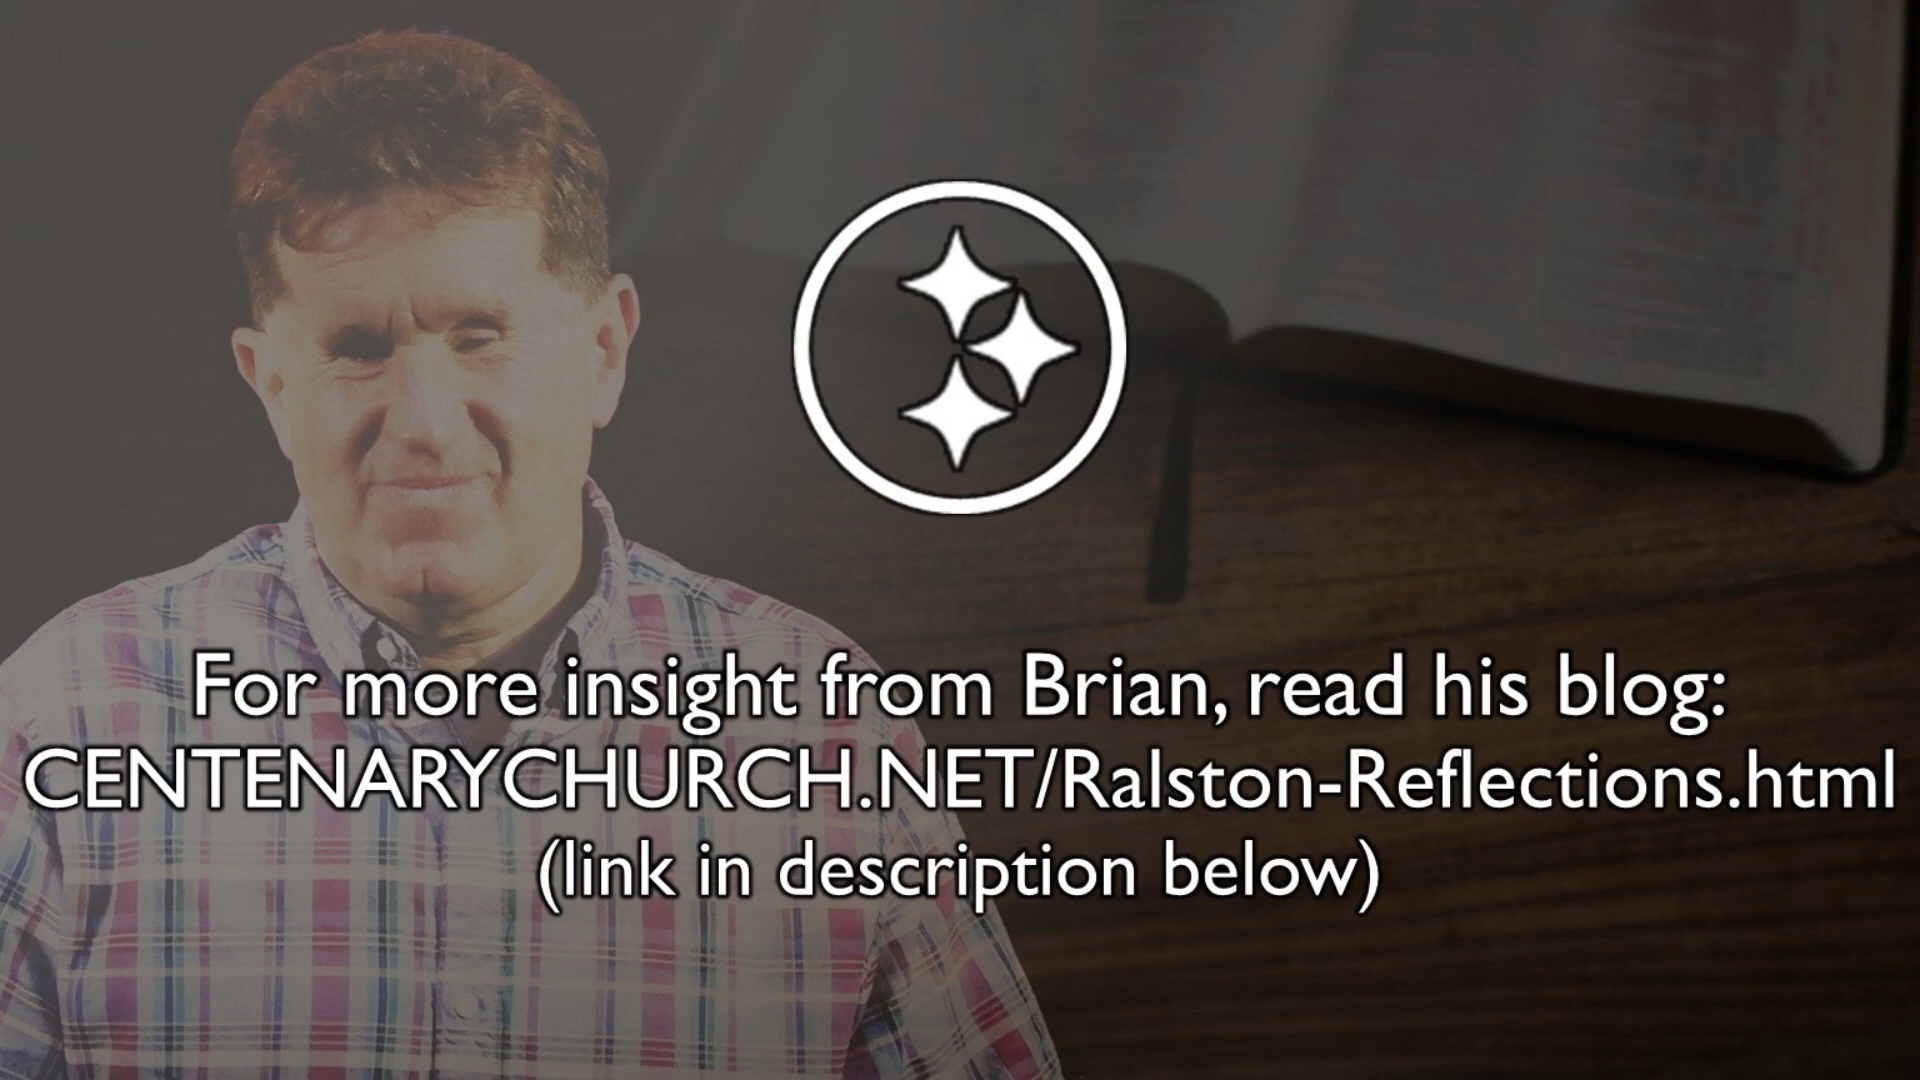 For more insight from Brian, read his blog:
CENTENARYCHURCH.NET/Ralston-Reflections.html
(link in description below)